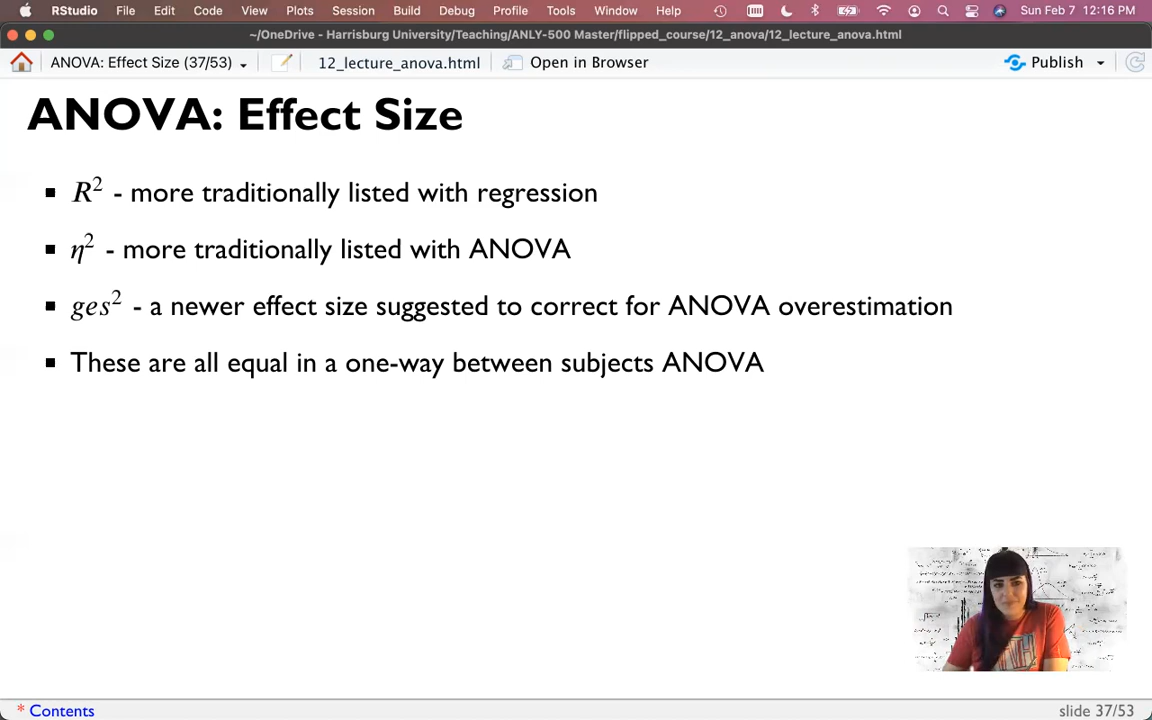 RStudio File Edit Code View Plots Session Build Debug Profile Tools Window Help Sun Feb 7 12:16 PM
~/OneDrive - Harrisburg University/Teaching/ANLY-500 Master/flipped_course/12_anova/12_lecture_anova.html
ANOVA: Effect Size (37/53) 12_lecture_anova.html Open in Browser Publish
ANOVA: Effect Size
R² - more traditionally listed with regression
η² - more traditionally listed with ANOVA
ges² - a newer effect size suggested to correct for ANOVA overestimation
These are all equal in a one-way between subjects ANOVA
* Contents slide 37/53